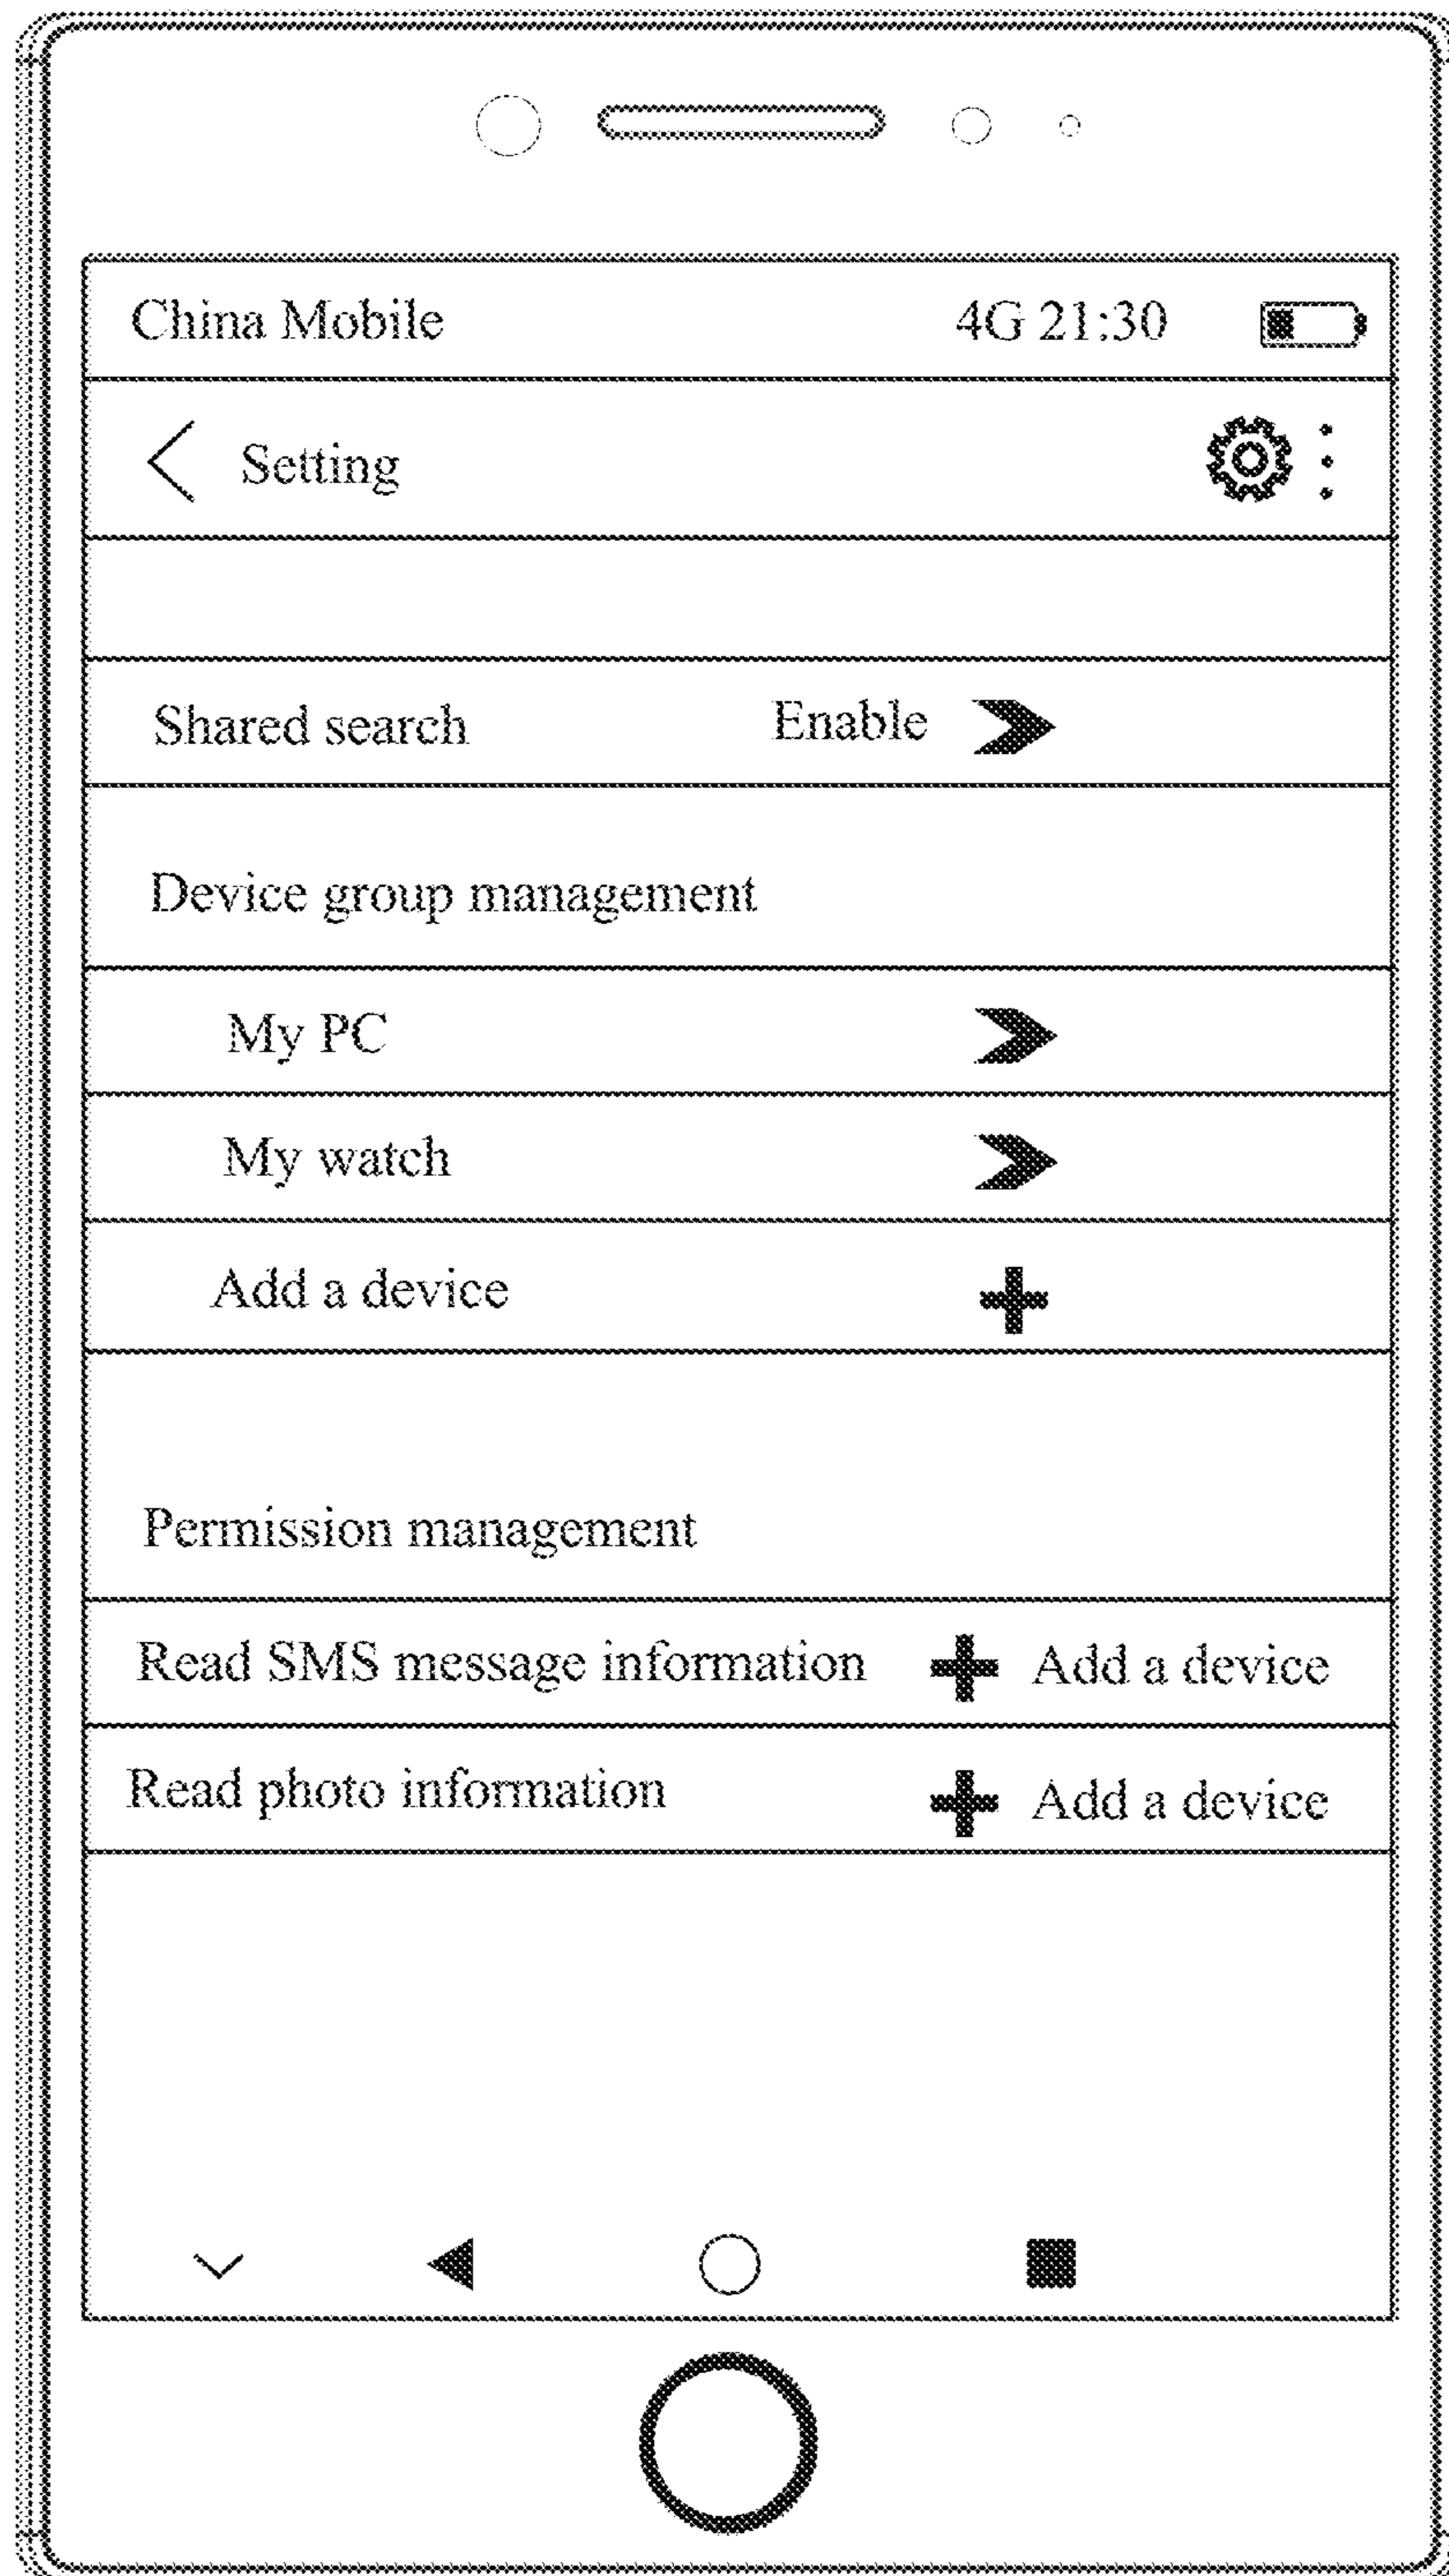 China Mobile 4G 21:30
Setting
Shared search Enable
Device group management
My PC
My watch
Add a device
Permission management
Read SMS message information Add a device
Read photo information Add a device